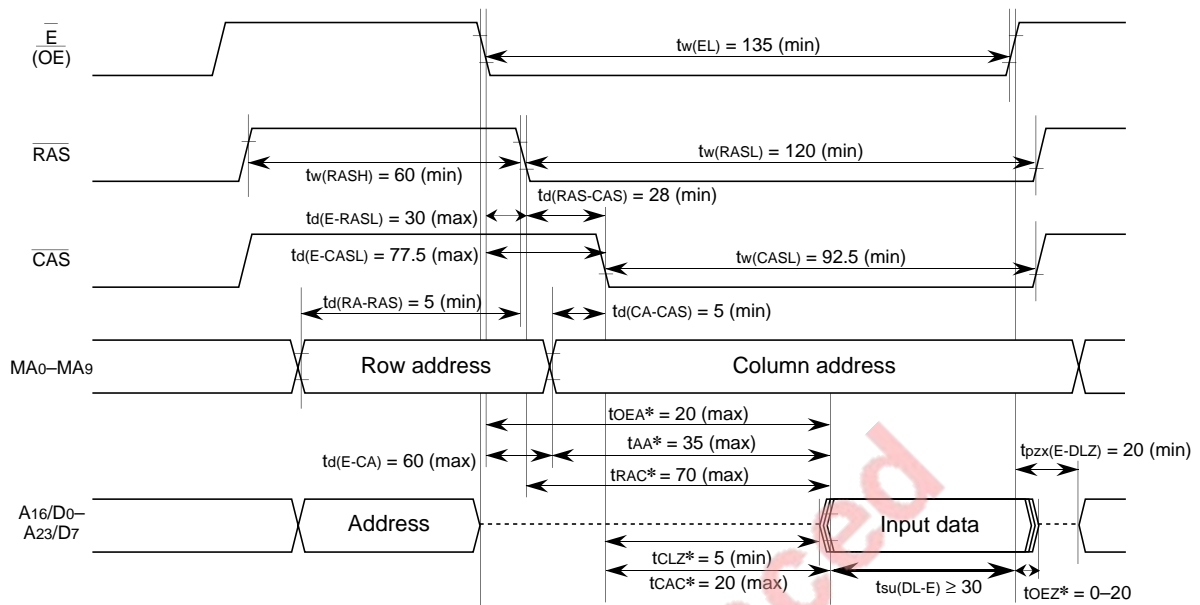 E
(OE)
tw(EL) = 135 (min)
RAS
tw(RASH) = 60 (min)
tw(RASL) = 120 (min)
td(RAS-CAS) = 28 (min)
td(E-RASL) = 30 (max)
CAS
td(E-CASL) = 77.5 (max)
tw(CASL) = 92.5 (min)
td(RA-RAS) = 5 (min)
td(CA-CAS) = 5 (min)
MA0–MA9
Row address
Column address
tOEA* = 20 (max)
tAA* = 35 (max)
td(E-CA) = 60 (max)
tpzx(E-DLZ) = 20 (min)
tRAC* = 70 (max)
A16/D0–
A23/D7
Address
Input data
tCLZ* = 5 (min)
tCAC* = 20 (max)
tsu(DL-E) ≥ 30
tOEZ* = 0–20